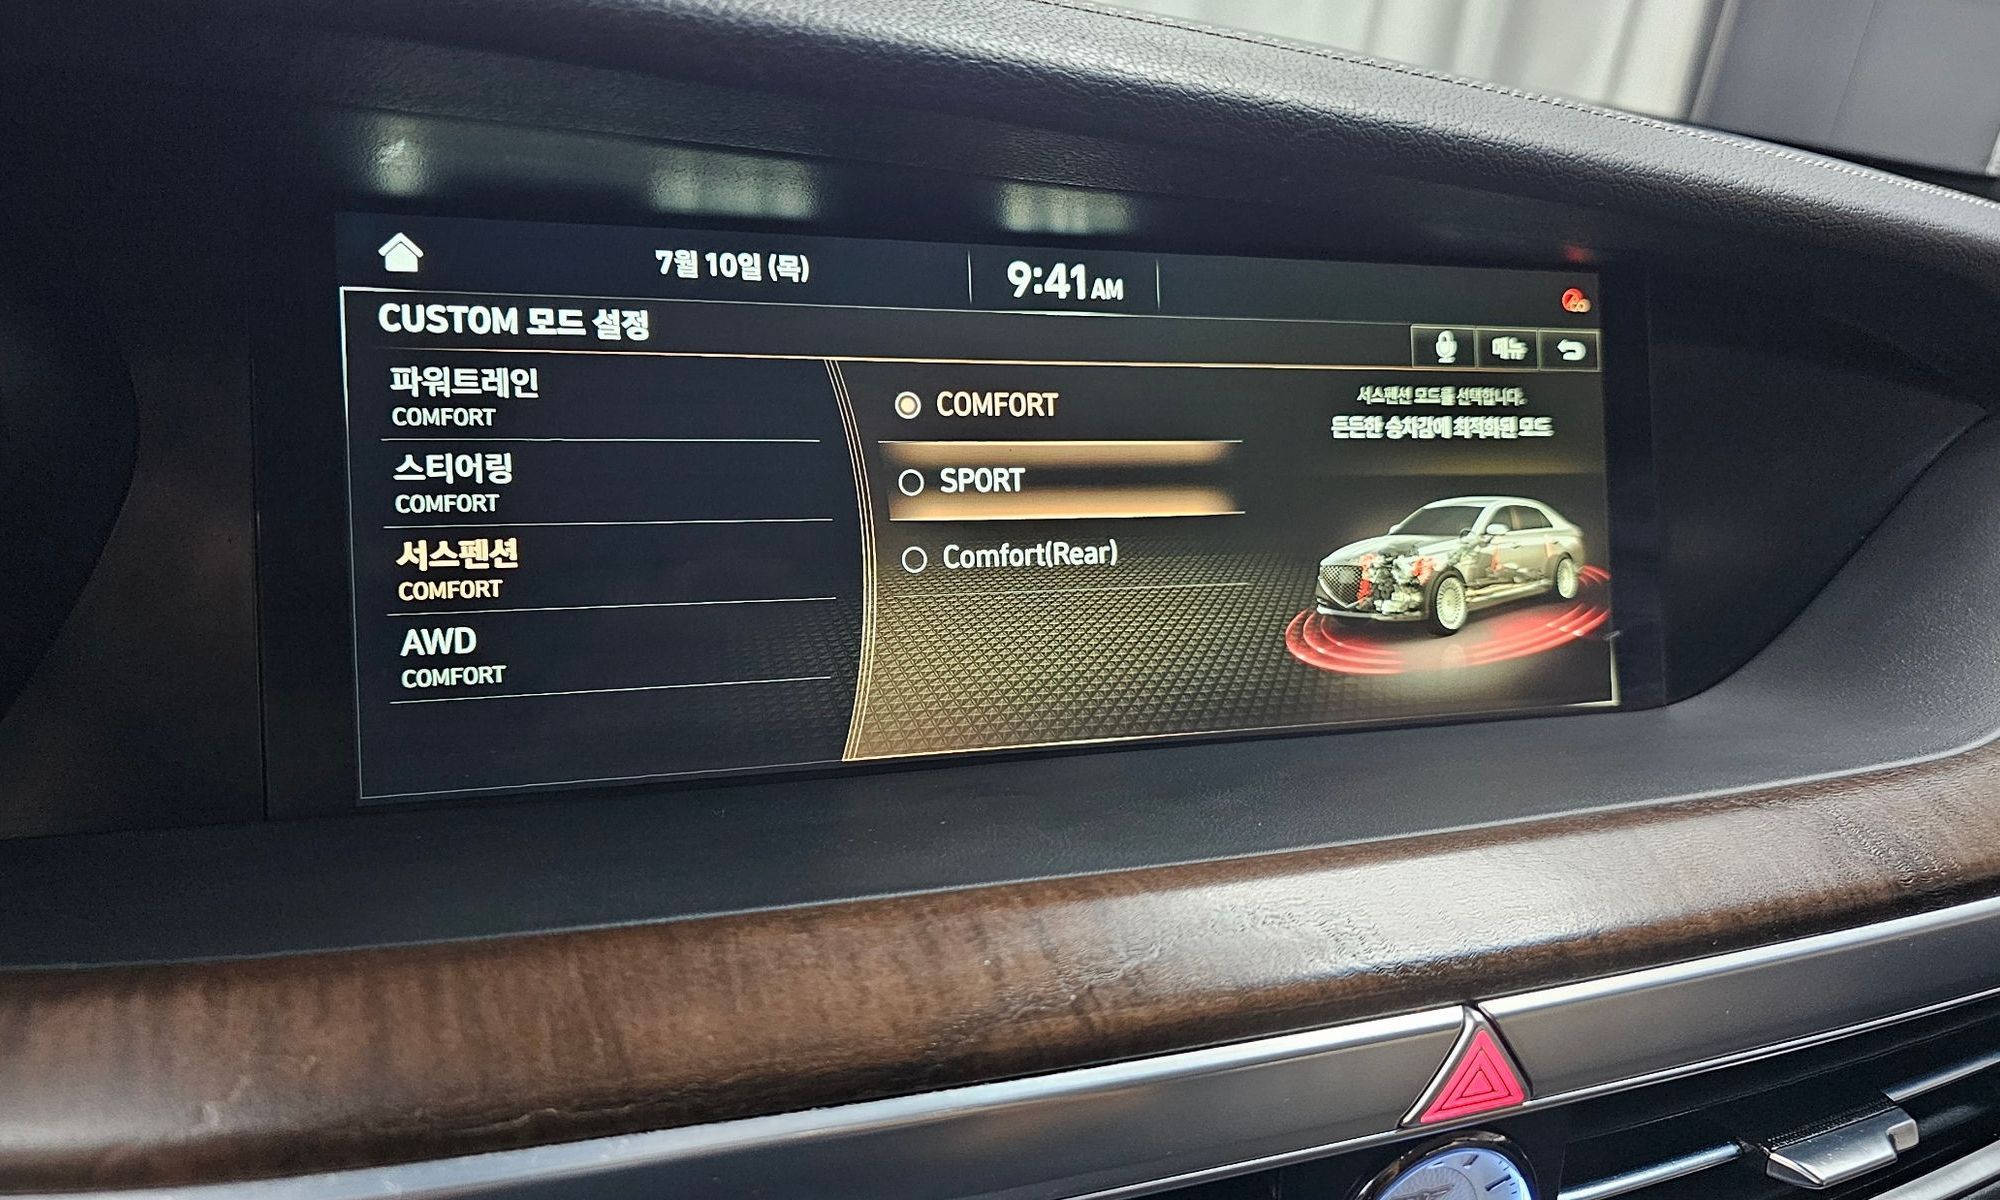 7월 10일 (목)
9:41 AM
CUSTOM 모드 설정
메뉴
파워트레인
COMFORT
스티어링
COMFORT
서스펜션
COMFORT
AWD
COMFORT
COMFORT
SPORT
Comfort(Rear)
서스펜션 모드를 선택합니다.
든든한 승차감에 최적화된 모드